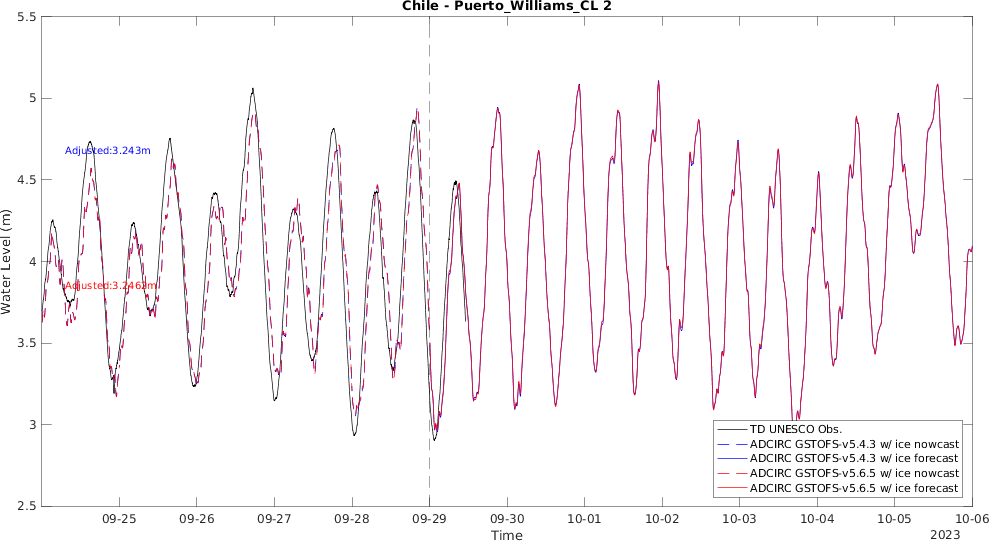 Chile - Puerto_Williams_CL 2
5.5
5
4.5
4
3.5
3
2.5
Water Level (m)
Adjusted:3.243m
Adjusted:3.2462m
TD UNESCO Obs.
ADCIRC GSTOFS-v5.4.3 w/ ice nowcast
ADCIRC GSTOFS-v5.4.3 w/ ice forecast
ADCIRC GSTOFS-v5.6.5 w/ ice nowcast
ADCIRC GSTOFS-v5.6.5 w/ ice forecast
09-25 09-26 09-27 09-28 09-29 09-30 10-01 10-02 10-03 10-04 10-05 10-06
Time
2023